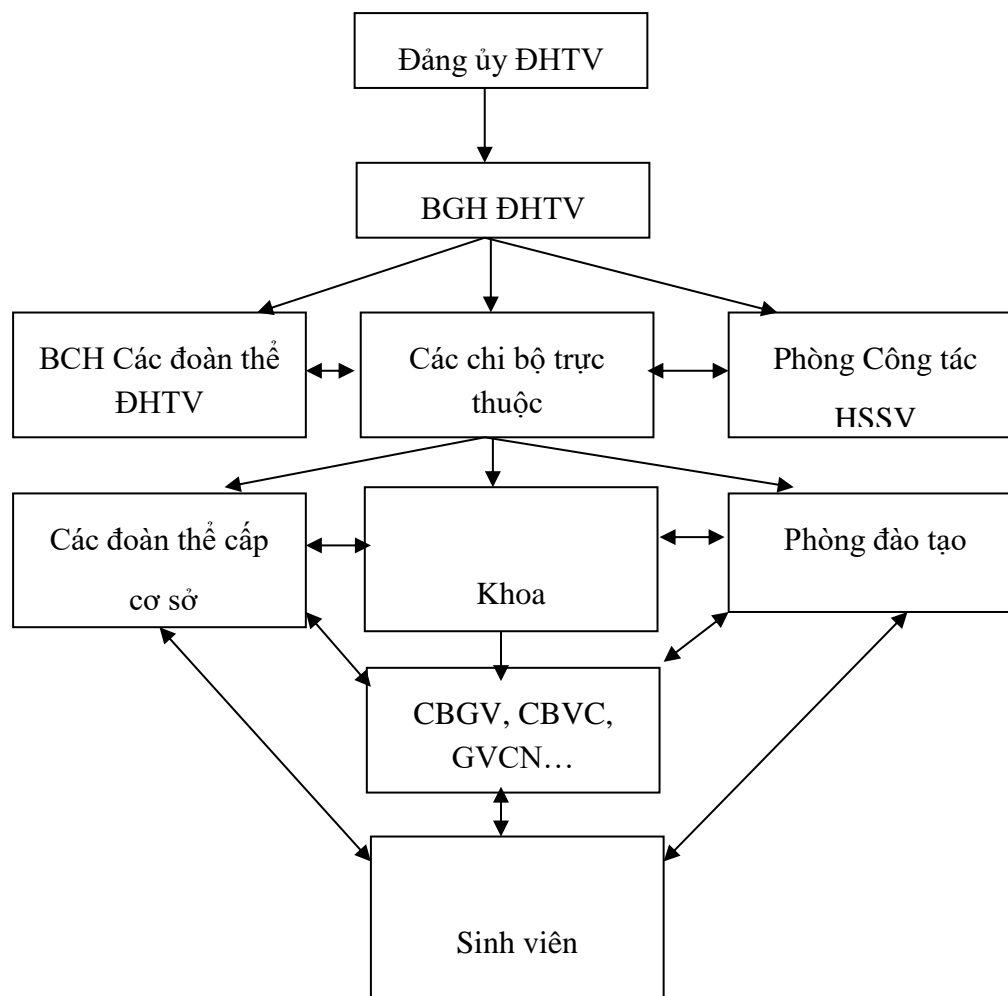 Đảng ủy ĐHTV
BGH ĐHTV
BCH Các đoàn thể
ĐHTV
Các chi bộ trực
thuộc
Phòng Công tác
HSSV
Các đoàn thể cấp
cơ sở
Khoa
Phòng đào tạo
CBGV, CBVC,
GVCN…
Sinh viên